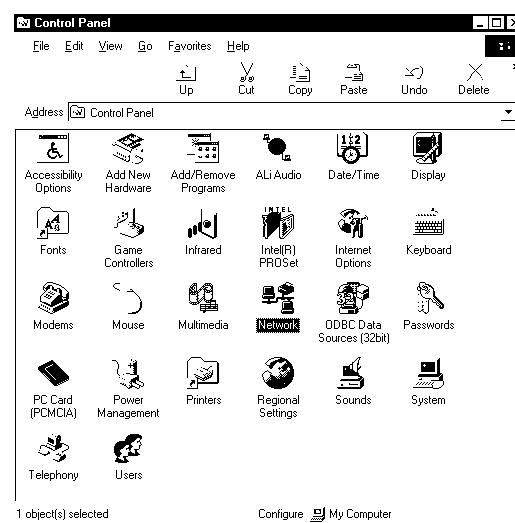 Control Panel
File Edit View Go Favorites Help
Up Cut Copy Paste Undo Delete
Address Control Panel
Accessibility Options
Add New Hardware
Add/Remove Programs
ALi Audio
Date/Time
Display
Fonts
Game Controllers
Infrared
INTEL
Intel(R) PROSet
Internet Options
Keyboard
Modems
Mouse
Multimedia
Network
ODBC Data Sources (32bit)
Passwords
PC Card (PCMCIA)
Power Management
Printers
Regional Settings
Sounds
System
Telephony
Users
1 object(s) selected
Configure My Computer